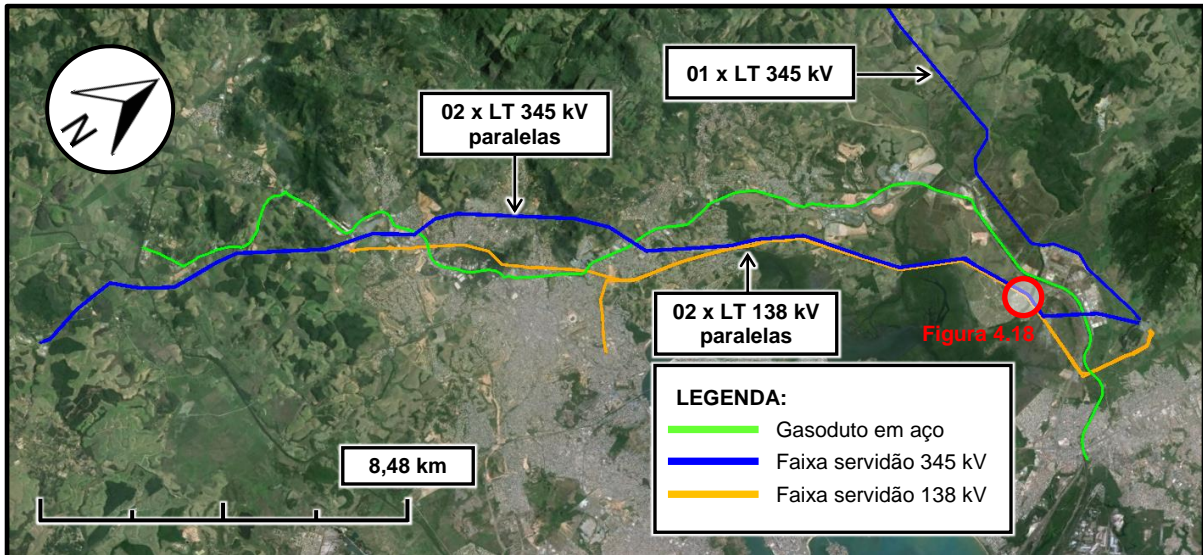 01 x LT 345 kV
02 x LT 345 kV
paralelas
N
02 x LT 138 kV
paralelas
Figura 4.18
LEGENDA:
Gasoduto em aço
Faixa servidão 345 kV
Faixa servidão 138 kV
8,48 km